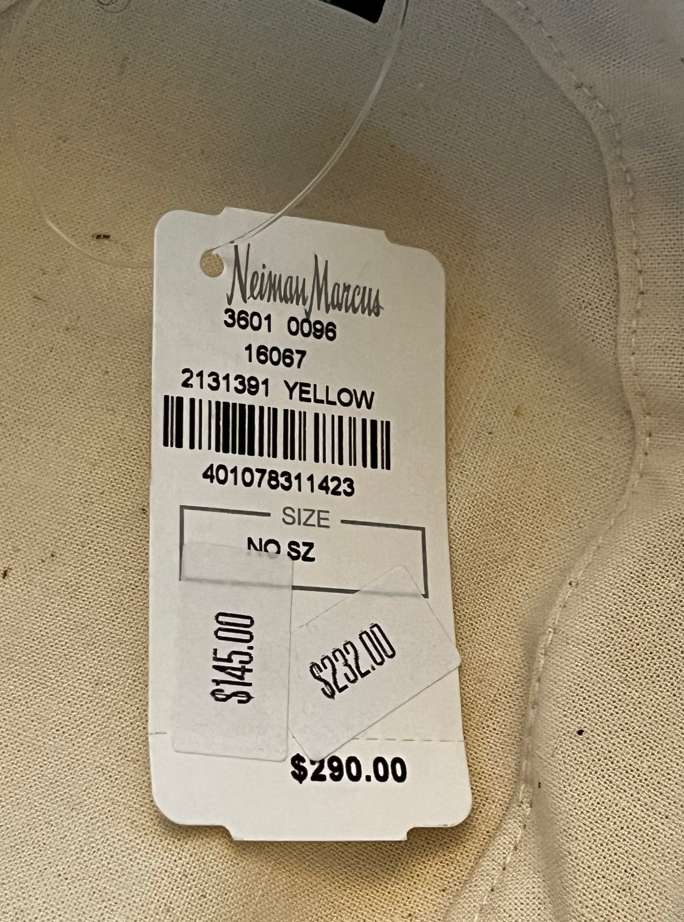 Neiman Marcus
3601 0096
16067
2131391 YELLOW
401078311423
SIZE
NO SZ
$145.00
$232.00
$290.00